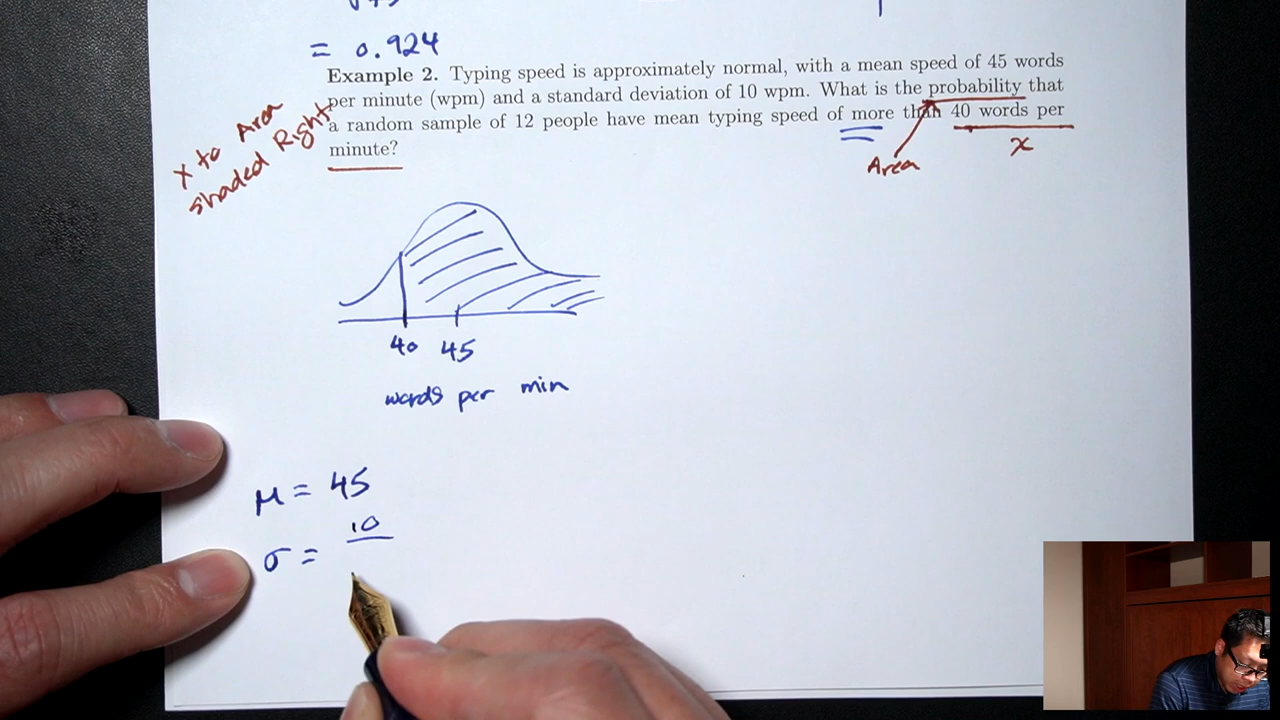 = 0.924
Example 2. Typing speed is approximately normal, with a mean speed of 45 words
per minute (wpm) and a standard deviation of 10 wpm. What is the probability that
a random sample of 12 people have mean typing speed of more than 40 words per
minute?
x to Area
shaded Right
Area
x
40 45
words per min
μ = 45
σ = 10